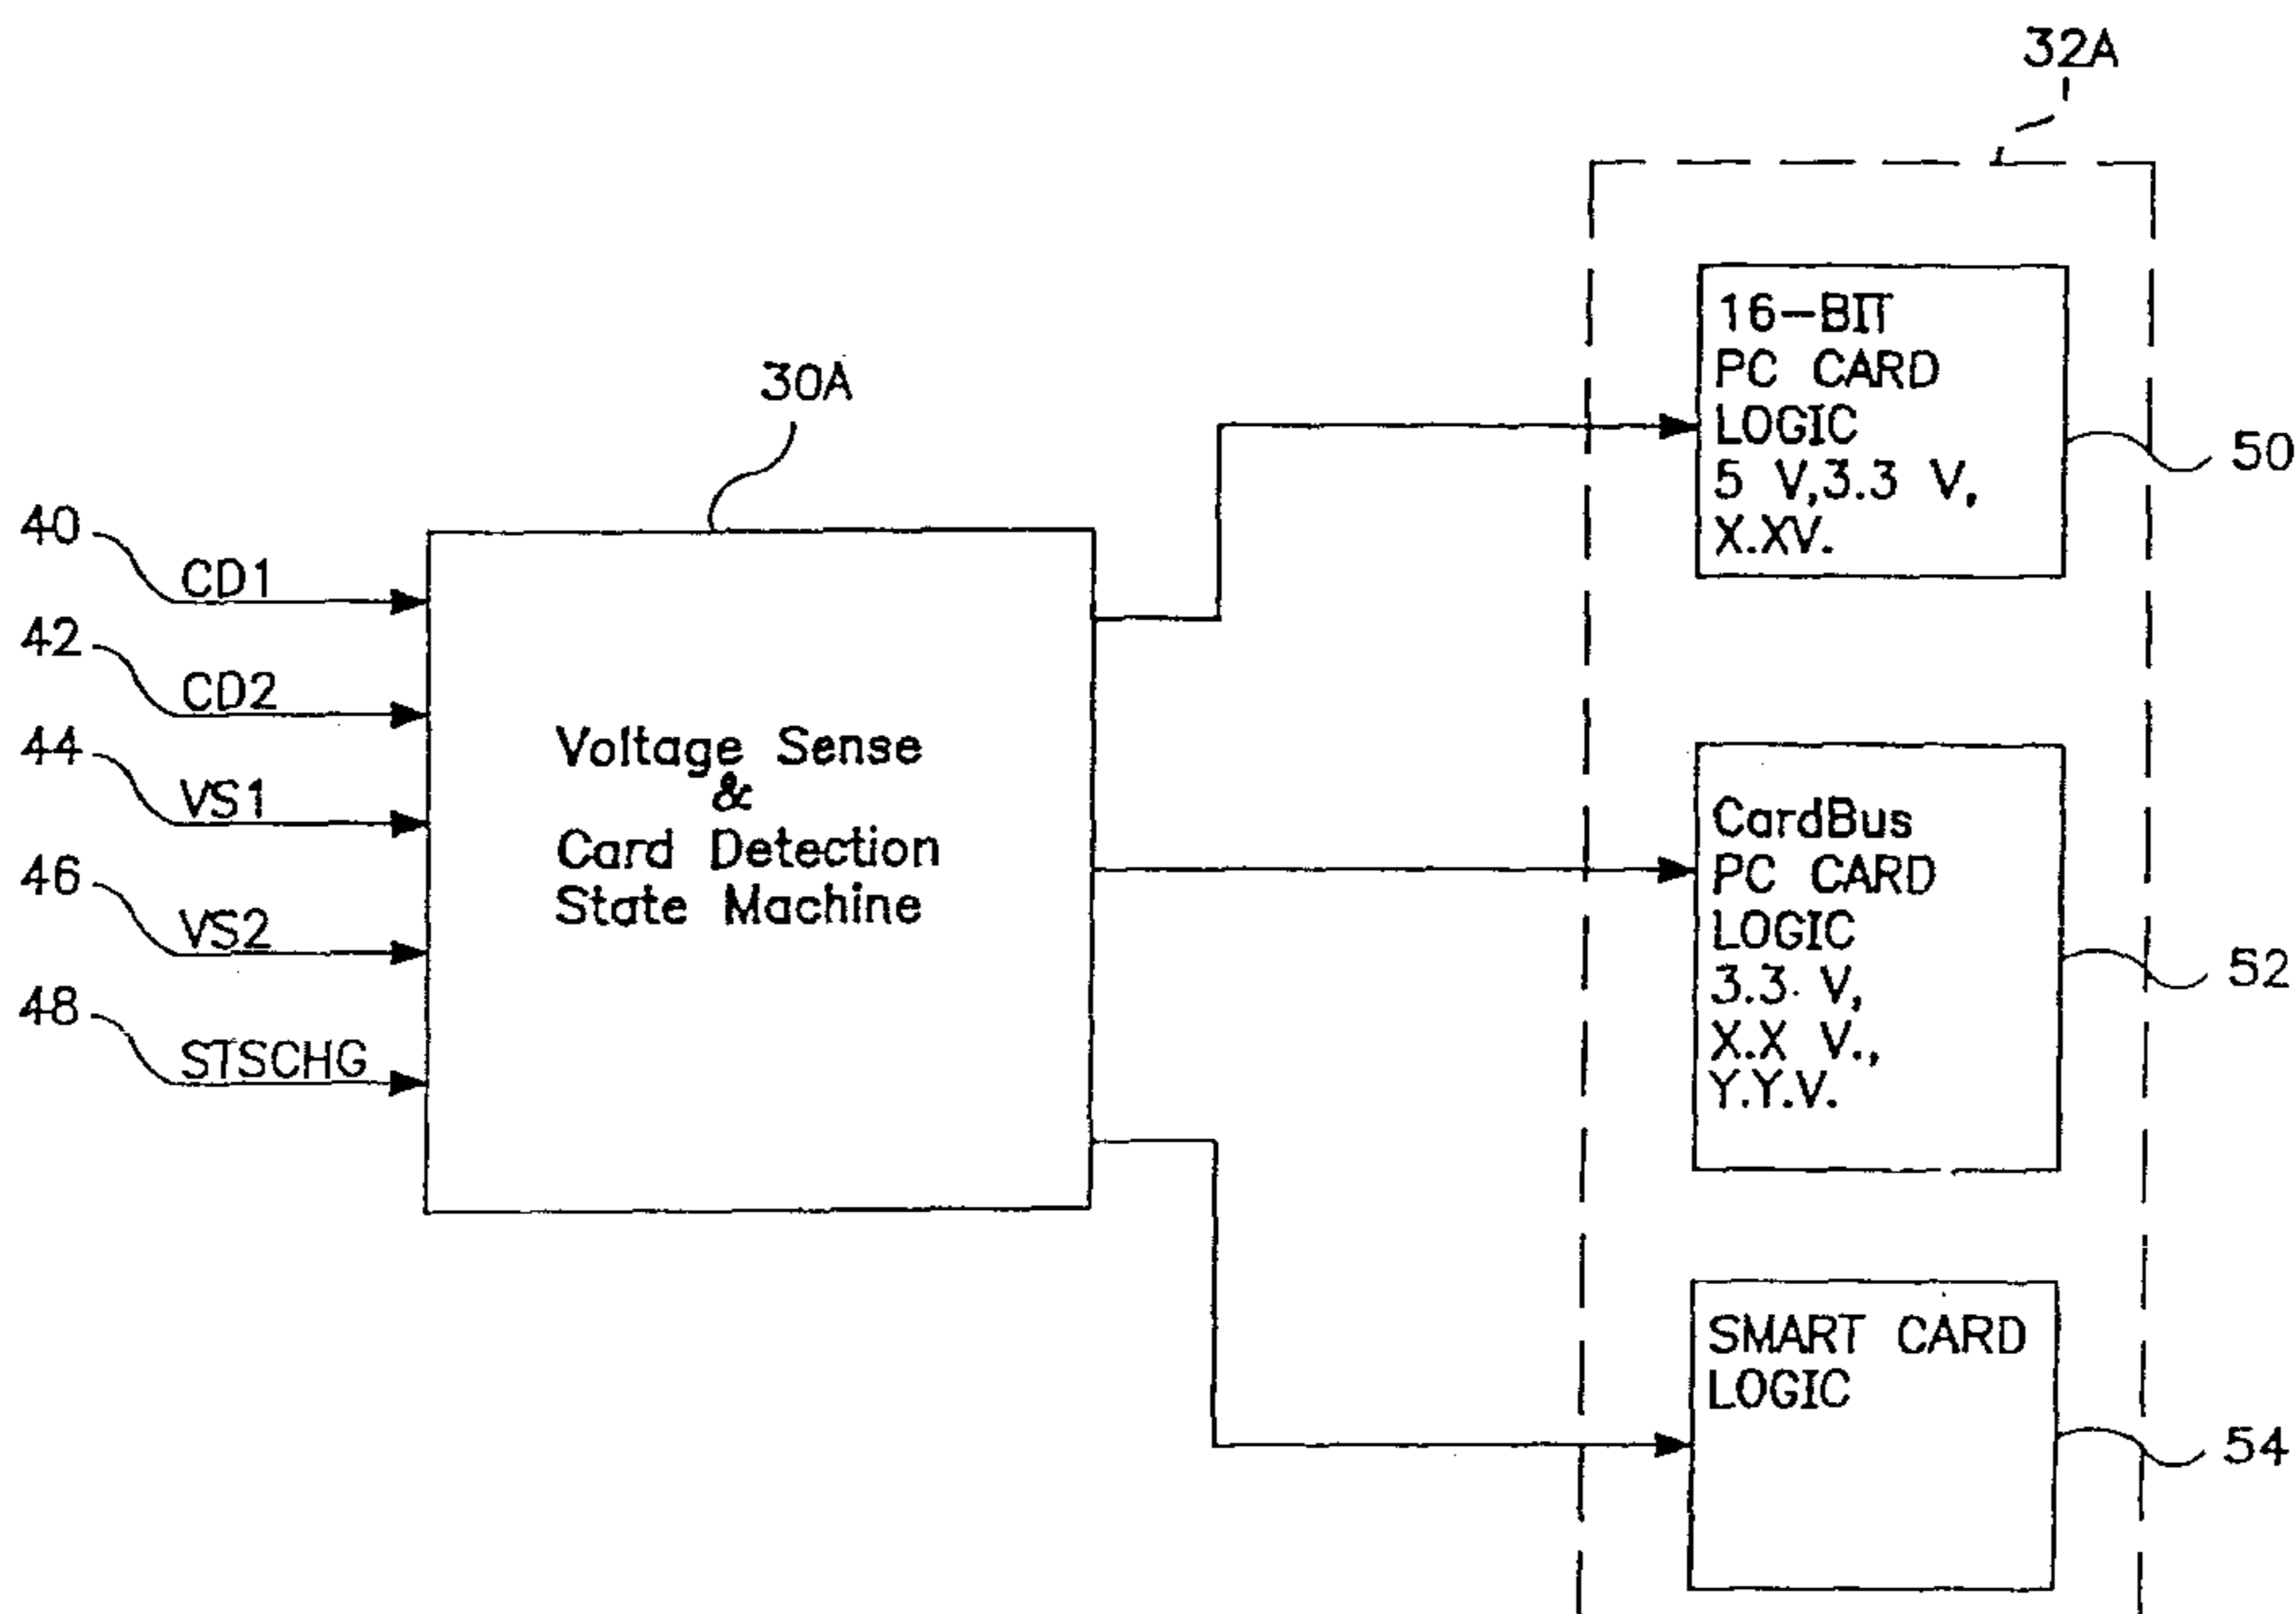 32A
16-BIT
PC CARD
LOGIC
5 V,3.3 V,
X.XV.
50
30A
40
CD1
42
CD2
44
VS1
46
VS2
48
STSCHG
Voltage Sense
&
Card Detection
State Machine
CardBus
PC CARD
LOGIC
3.3 V,
X.X V.,
Y.Y.V.
52
SMART CARD
LOGIC
54